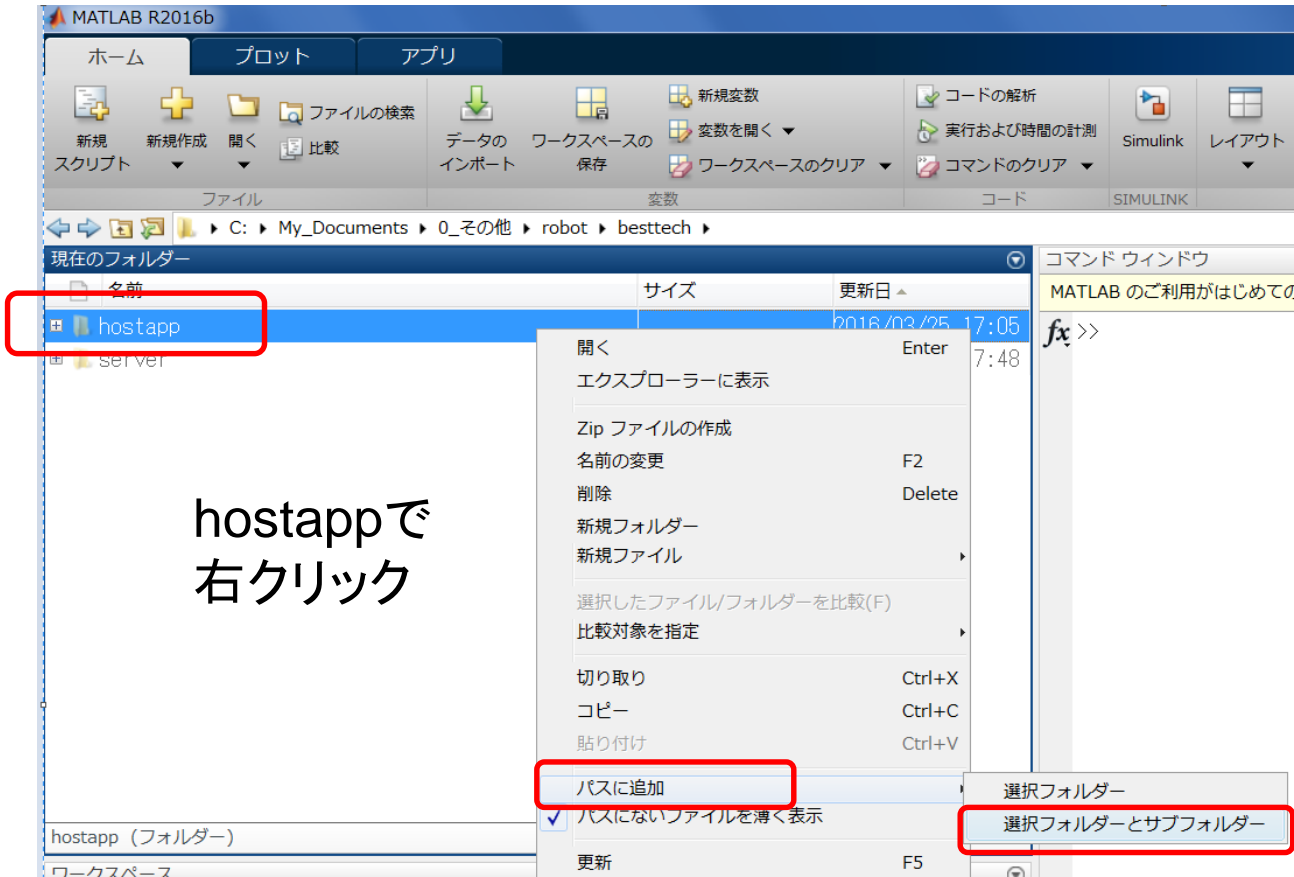 MATLAB R2016b
ホーム プロット アプリ
新規
スクリプト
新規作成
開く
ファイルの検索
比較
データの
インポート
ワークスペースの
保存
新規変数
変数を開く
ワークスペースのクリア
コードの解析
実行および時間の計測
コマンドのクリア
Simulink
レイアウト
ファイル 変数 コード SIMULINK
C: My_Documents 0_その他 robot besttech
現在のフォルダー
名前 サイズ 更新日
hostapp 2016/03/25 17:05
server 7:48
コマンド ウィンドウ
MATLAB のご利用がはじめての
fx >>
開く Enter
エクスプローラーに表示
Zip ファイルの作成
名前の変更 F2
削除 Delete
新規フォルダー
新規ファイル
選択したファイル/フォルダーを比較(F)
比較対象を指定
切り取り Ctrl+X
コピー Ctrl+C
貼り付け Ctrl+V
パスに追加
パスにないファイルを薄く表示
更新 F5
選択フォルダー
選択フォルダーとサブフォルダー
hostappで
右クリック
hostapp (フォルダー)
ワークスペース